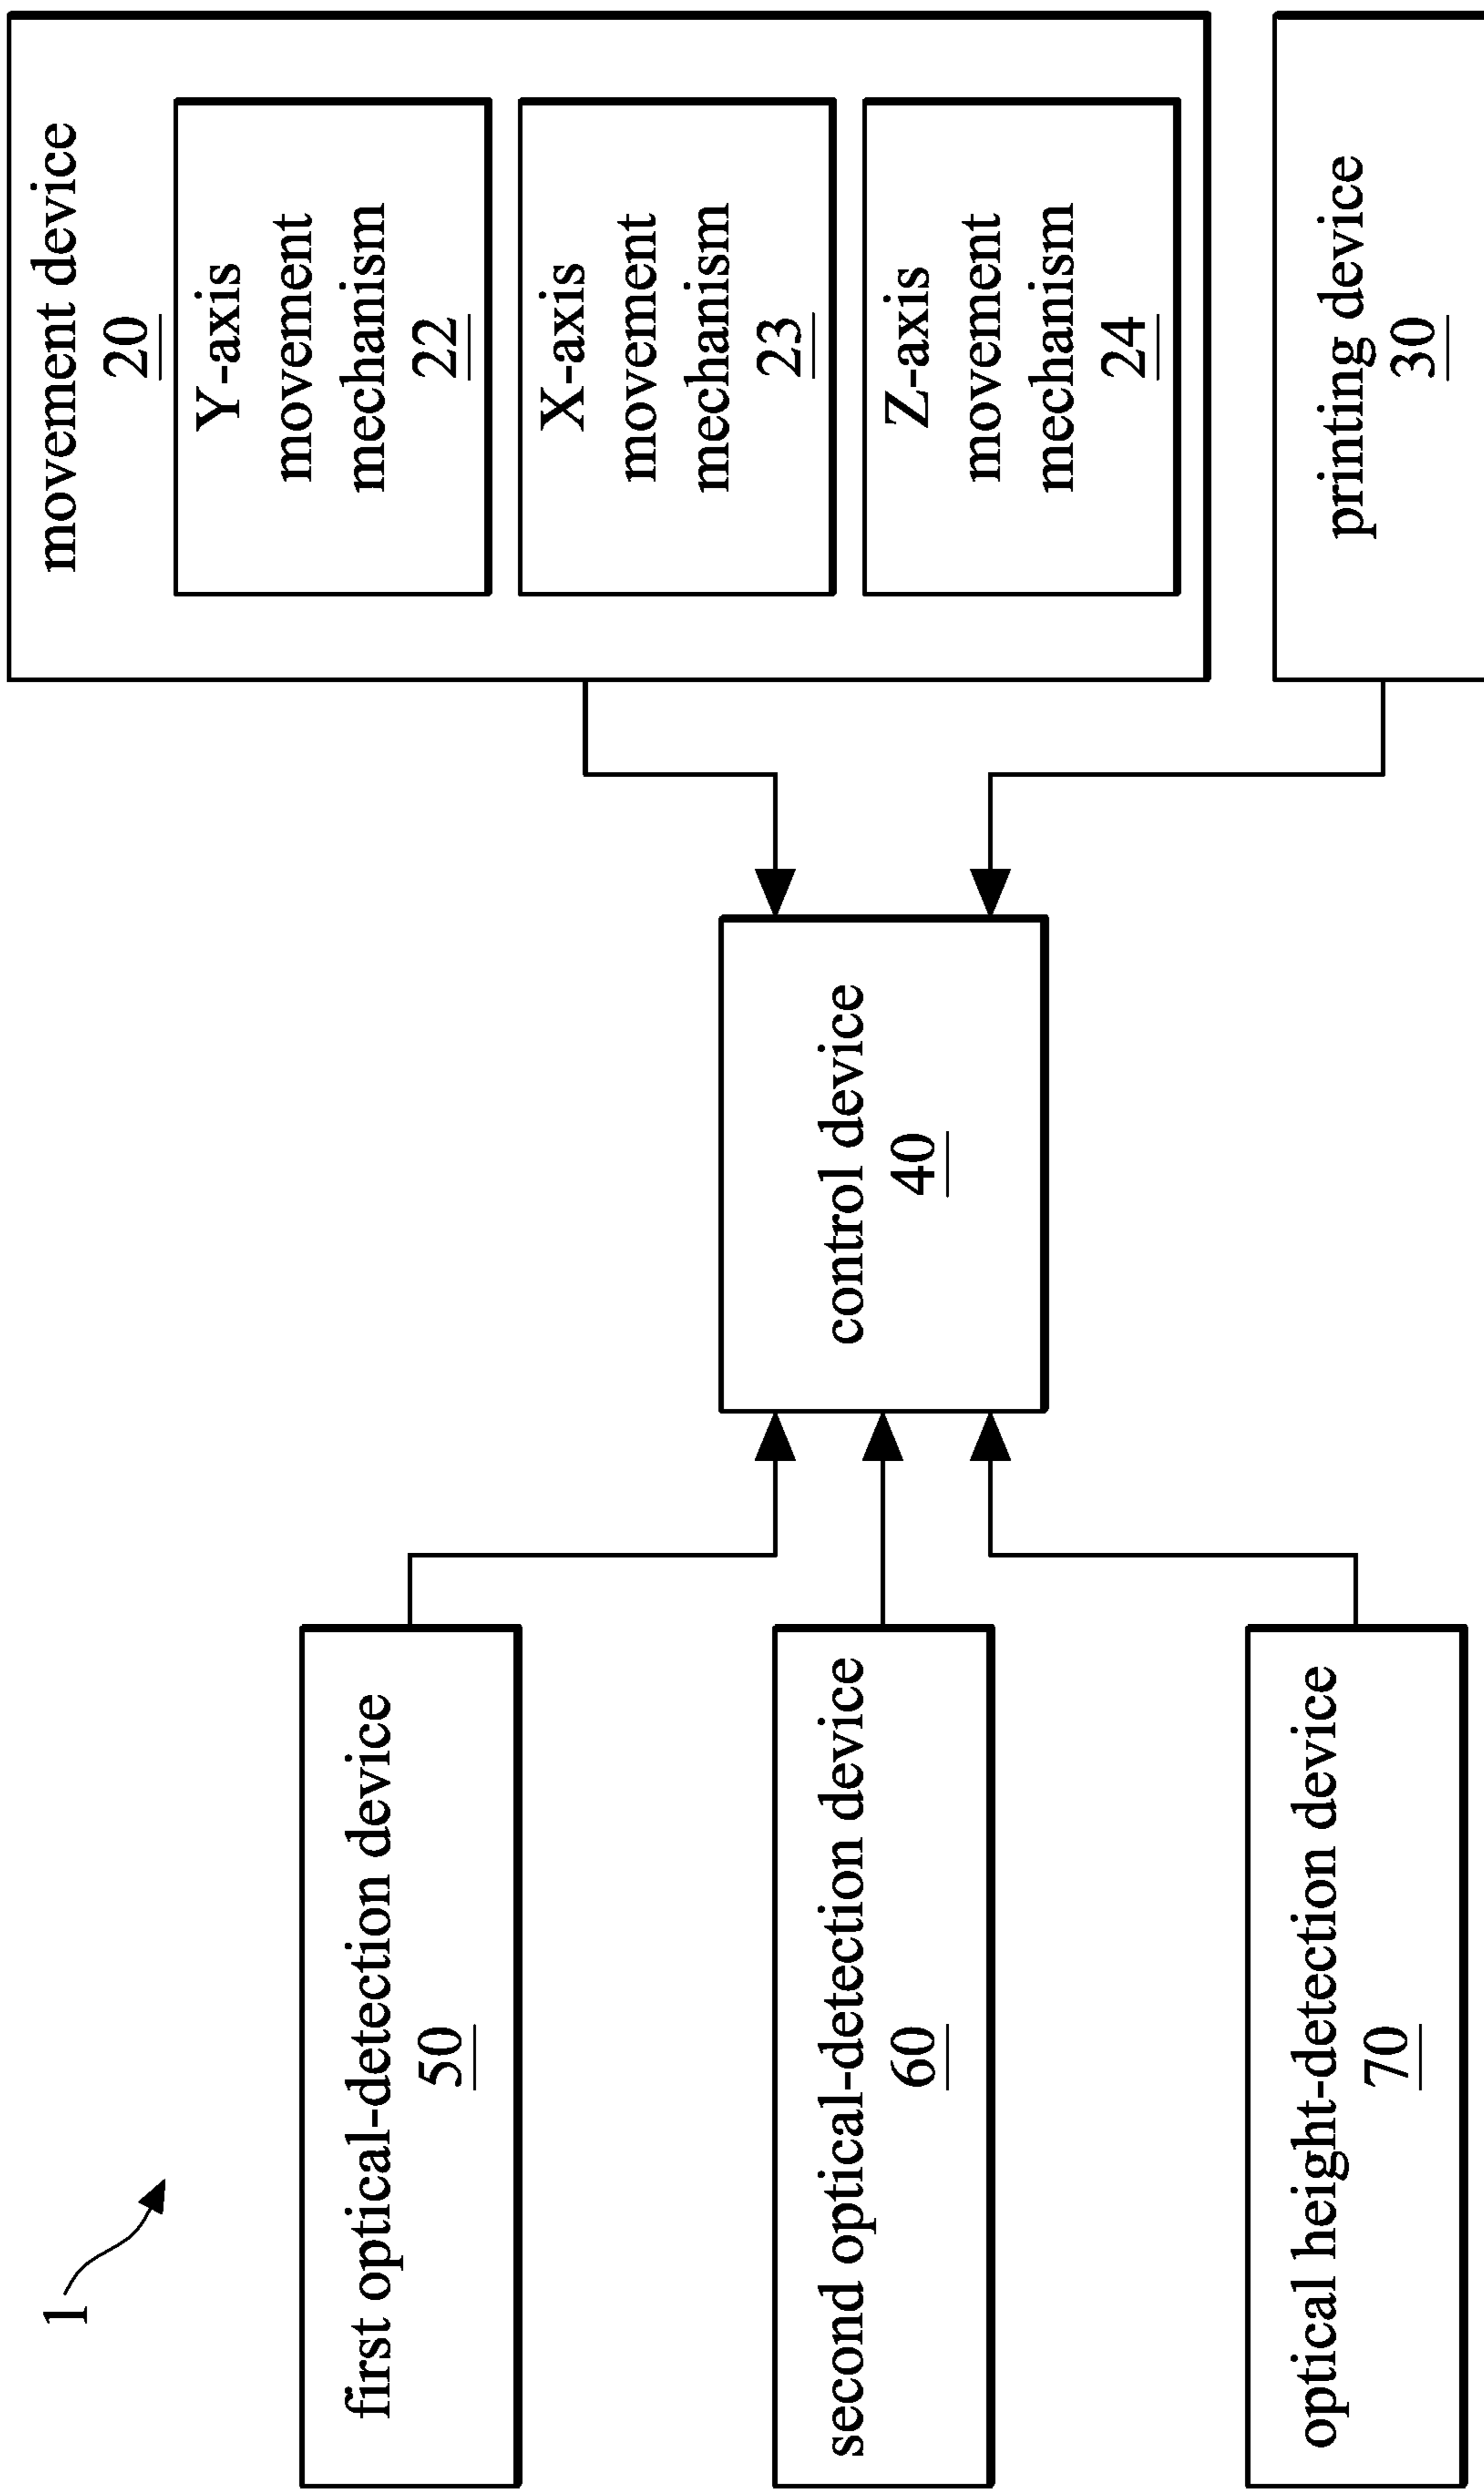 1
first optical-detection device
50
second optical-detection device
60
optical height-detection device
70
control device
40
movement device
20
Y-axis
movement
mechanism
22
X-axis
movement
mechanism
23
Z-axis
movement
mechanism
24
printing device
30